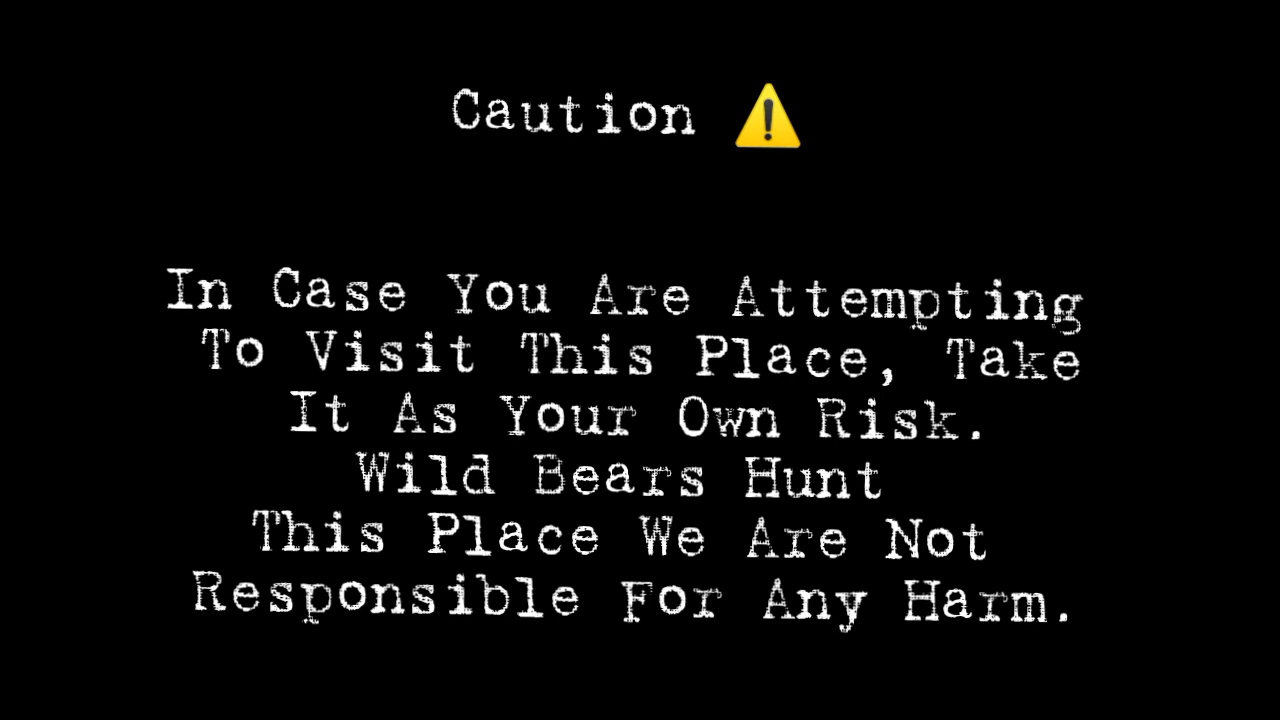 Caution ⚠️
In Case You Are Attempting
To Visit This Place, Take
It As Your Own Risk.
Wild Bears Hunt
This Place We Are Not
Responsible For Any Harm.